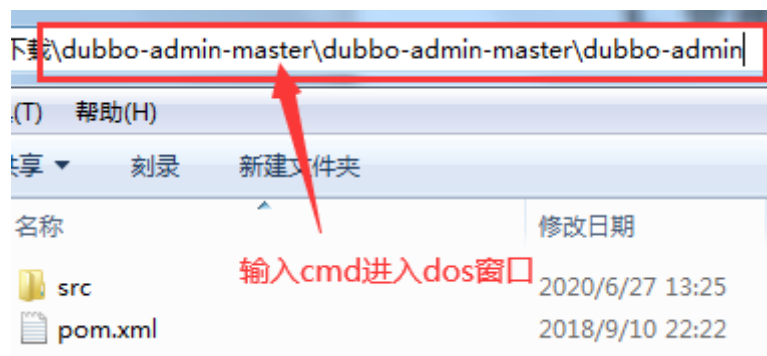 下载\dubbo-admin-master\dubbo-admin-master\dubbo-admin
(T) 帮助(H)
共享 刻录 新建文件夹
名称 修改日期
输入cmd进入dos窗口
src 2020/6/27 13:25
pom.xml 2018/9/10 22:22